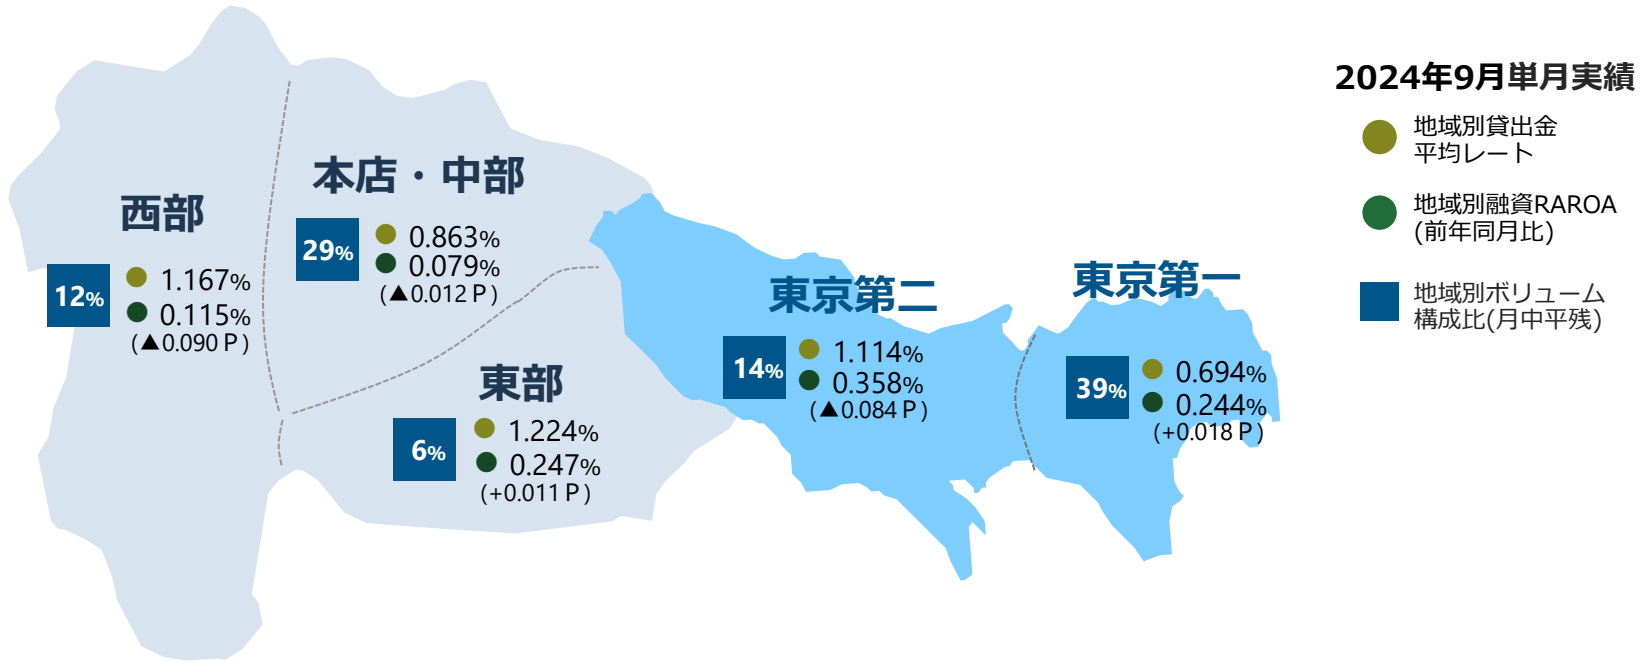 2024年9月単月実績
地域別貸出金
平均レート
地域別融資RAROA
(前年同月比)
地域別ボリューム
構成比(月中平残)
西部
12%
1.167%
0.115%
(▲0.090P)
本店・中部
29%
0.863%
0.079%
(▲0.012P)
東部
6%
1.224%
0.247%
(+0.011P)
東京第二
14%
1.114%
0.358%
(▲0.084P)
東京第一
39%
0.694%
0.244%
(+0.018P)